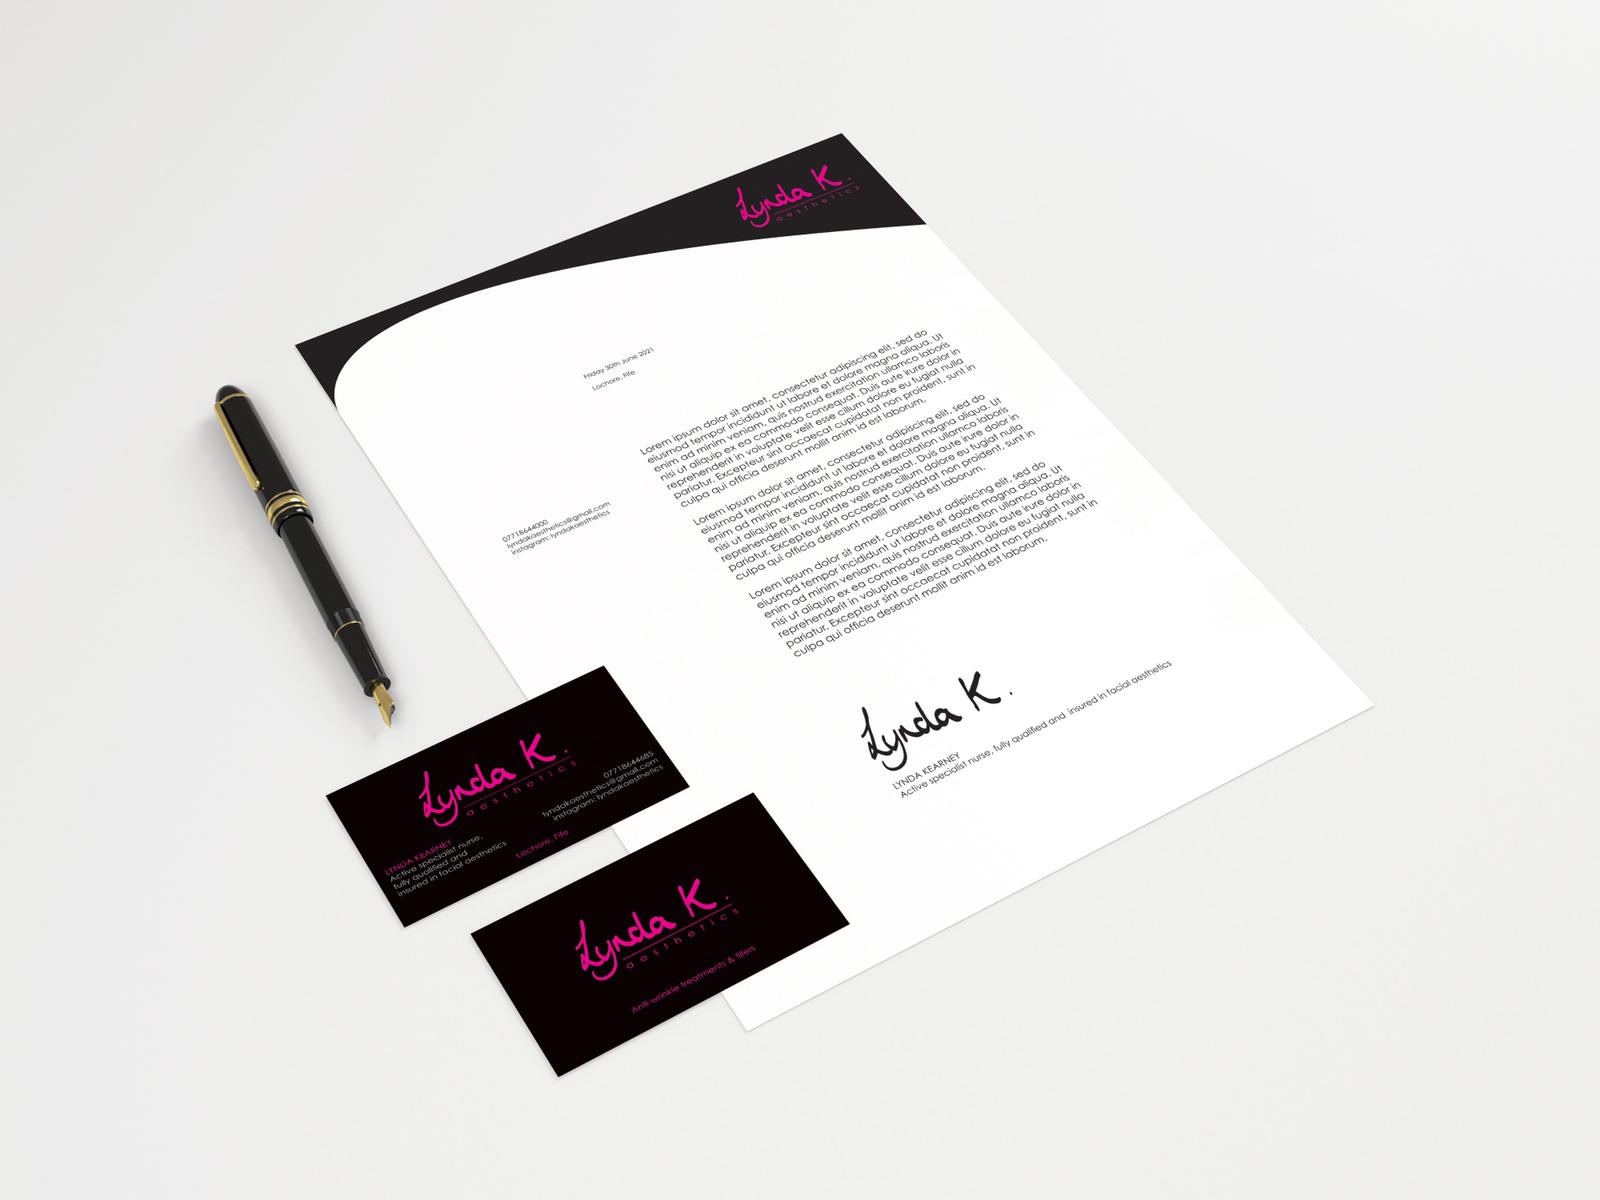 Lynda K.
aesthetics
Friday 30th June 2021
Lochore, Fife
Lorem ipsum dolor sit amet, consectetur adipiscing elit, sed do
eiusmod tempor incididunt ut labore et dolore magna aliqua. Ut
enim ad minim veniam, quis nostrud exercitation ullamco laboris
nisi ut aliquip ex ea commodo consequat. Duis aute irure dolor in
reprehenderit in voluptate velit esse cillum dolore eu fugiat nulla
pariatur. Excepteur sint occaecat cupidatat non proident, sunt in
culpa qui officia deserunt mollit anim id est laborum.
Lorem ipsum dolor sit amet, consectetur adipiscing elit, sed do
eiusmod tempor incididunt ut labore et dolore magna aliqua. Ut
enim ad minim veniam, quis nostrud exercitation ullamco laboris
nisi ut aliquip ex ea commodo consequat. Duis aute irure dolor in
reprehenderit in voluptate velit esse cillum dolore eu fugiat nulla
pariatur. Excepteur sint occaecat cupidatat non proident, sunt in
culpa qui officia deserunt mollit anim id est laborum.
Lorem ipsum dolor sit amet, consectetur adipiscing elit, sed do
eiusmod tempor incididunt ut labore et dolore magna aliqua. Ut
enim ad minim veniam, quis nostrud exercitation ullamco laboris
nisi ut aliquip ex ea commodo consequat. Duis aute irure dolor in
reprehenderit in voluptate velit esse cillum dolore eu fugiat nulla
pariatur. Excepteur sint occaecat cupidatat non proident, sunt in
culpa qui officia deserunt mollit anim id est laborum.
07718644000
lyndakaesthetics@gmail.com
instagram: lyndakaesthetics
Lynda K.
LYNDA KEARNEY
Active specialist nurse, fully qualified and insured in facial aesthetics
Lynda K.
aesthetics
07718644685
lyndakaesthetics@gmail.com
instagram: lyndakaesthetics
LYNDA KEARNEY
Active specialist nurse,
fully qualified and
insured in facial aesthetics
Lochore, Fife
Lynda K.
aesthetics
Anti-wrinkle treatments & fillers